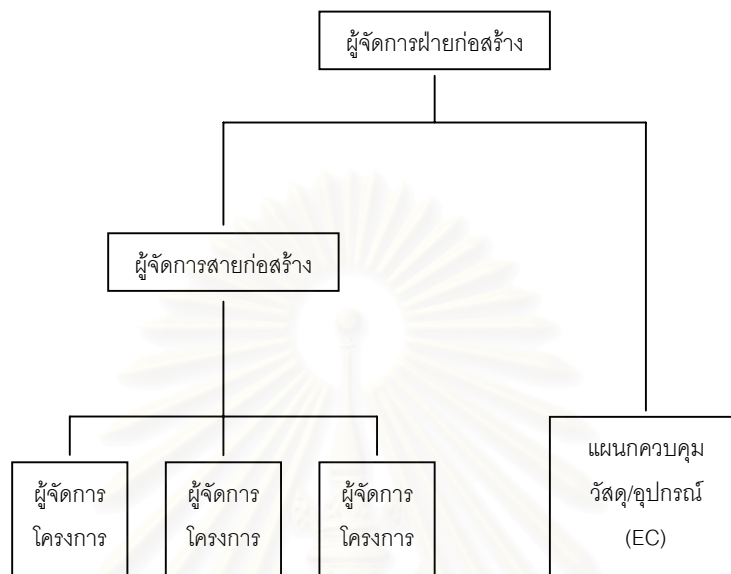 ผู้จัดการฝ่ายก่อสร้าง
ผู้จัดการสายก่อสร้าง
ผู้จัดการ
โครงการ
ผู้จัดการ
โครงการ
ผู้จัดการ
โครงการ
แผนกควบคุม
วัสดุ/อุปกรณ์
(EC)